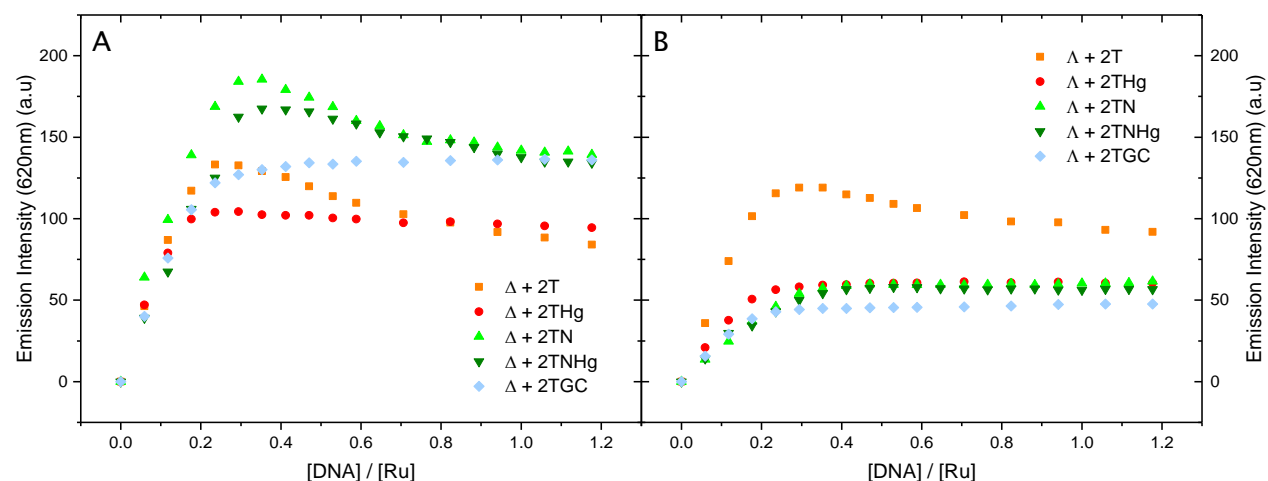 A
B
200
150
100
50
0
Emission Intensity (620nm) (a.u)
Δ + 2T
Δ + 2THg
Δ + 2TN
Δ + 2TNHg
Δ + 2TGC
0.0 0.2 0.4 0.6 0.8 1.0 1.2
[DNA] / [Ru]
Λ + 2T
Λ + 2THg
Λ + 2TN
Λ + 2TNHg
Λ + 2TGC
0.0 0.2 0.4 0.6 0.8 1.0 1.2
[DNA] / [Ru]
200
150
100
50
0
Emission Intensity (620nm) (a.u